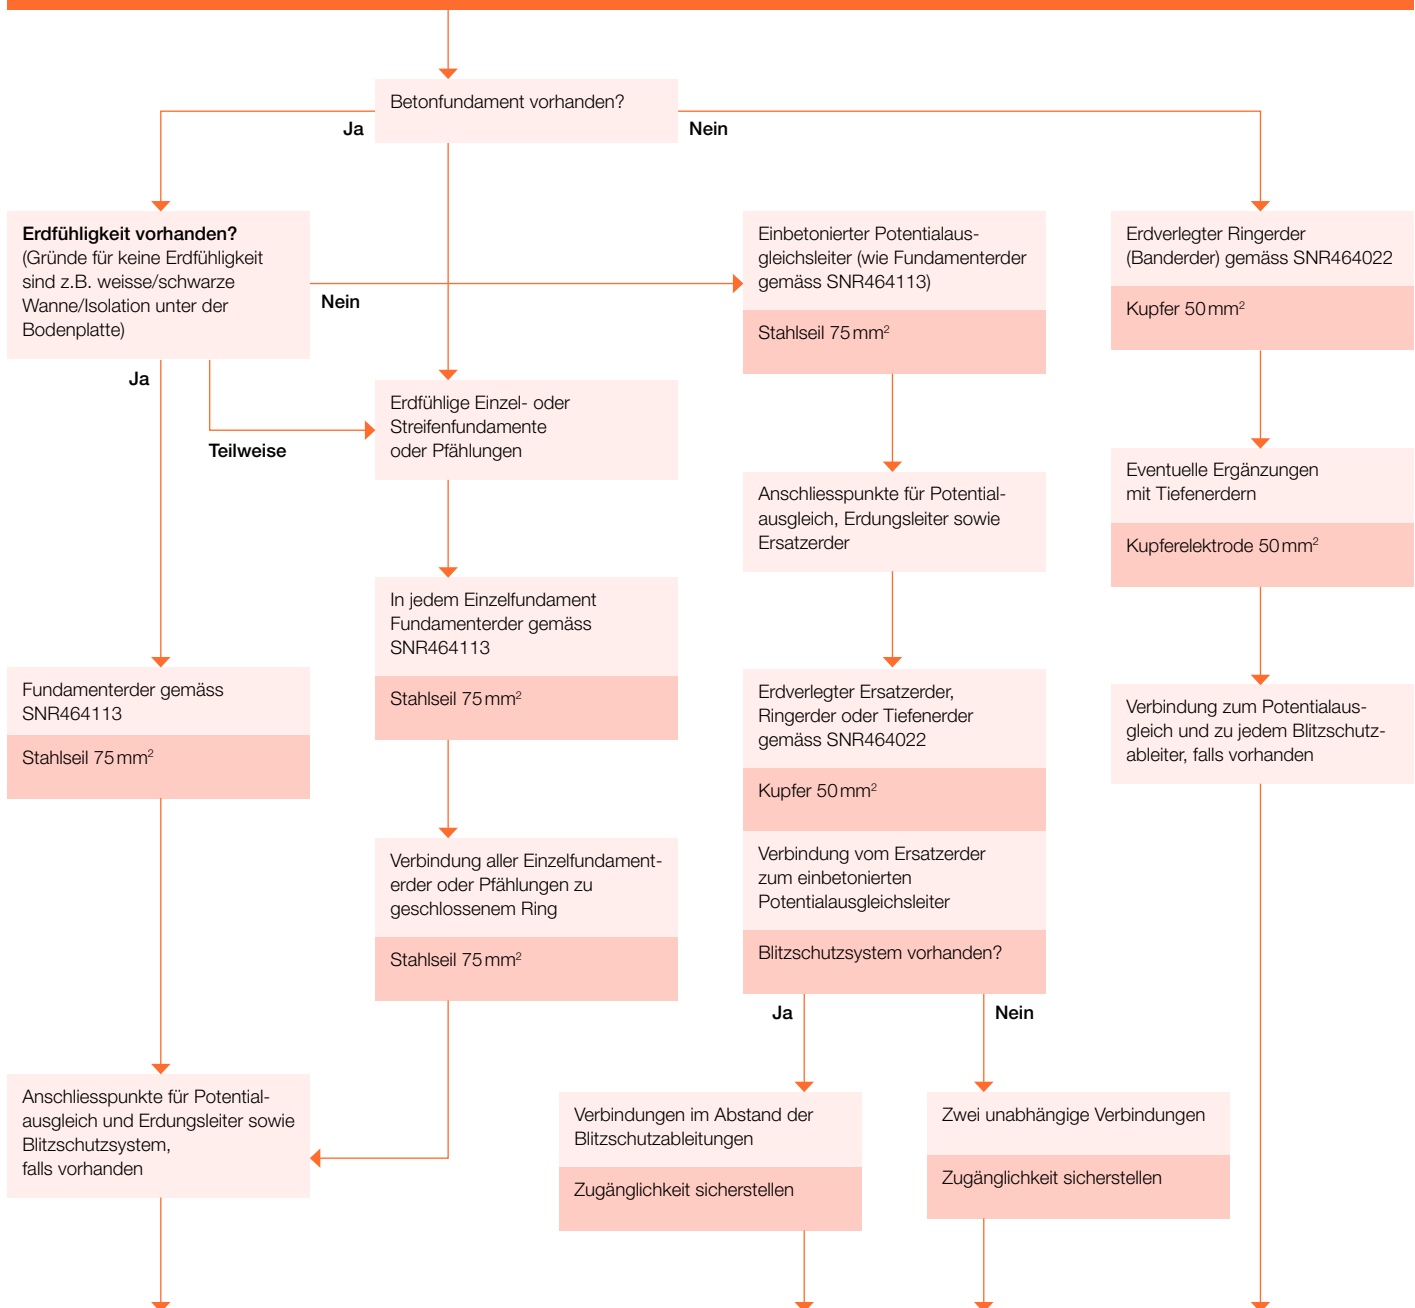 Betonfundament vorhanden?
Ja
Nein
Erdfühligkeit vorhanden?
(Gründe für keine Erdfühligkeit
sind z.B. weisse/schwarze
Wanne/Isolation unter der
Bodenplatte)
Nein
Ja
Teilweise
Einbetonierter Potentialaus-
gleichsleiter (wie Fundamenterder
gemäss SNR464113)
Stahlseil 75 mm²
Erdverlegter Ringerder
(Banderder) gemäss SNR464022
Kupfer 50 mm²
Erdfühlige Einzel- oder
Streifenfundamente
oder Pfählungen
Anschliesspunkte für Potential-
ausgleich, Erdungsleiter sowie
Ersatzerder
Eventuelle Ergänzungen
mit Tiefenerdern
Kupferelektrode 50 mm²
In jedem Einzelfundament
Fundamenterder gemäss
SNR464113
Stahlseil 75 mm²
Fundamenterder gemäss
SNR464113
Stahlseil 75 mm²
Erdverlegter Ersatzerder,
Ringerder oder Tiefenerder
gemäss SNR464022
Kupfer 50 mm²
Verbindung vom Ersatzerder
zum einbetonierten
Potentialausgleichsleiter
Blitzschutzsystem vorhanden?
Ja
Nein
Verbindung zum Potentialaus-
gleich und zu jedem Blitzschutz-
ableiter, falls vorhanden
Verbindung aller Einzelfundament-
erder oder Pfählungen zu
geschlossenem Ring
Stahlseil 75 mm²
Anschliesspunkte für Potential-
ausgleich und Erdungsleiter sowie
Blitzschutzsystem,
falls vorhanden
Verbindungen im Abstand der
Blitzschutzableitungen
Zugänglichkeit sicherstellen
Zwei unabhängige Verbindungen
Zugänglichkeit sicherstellen